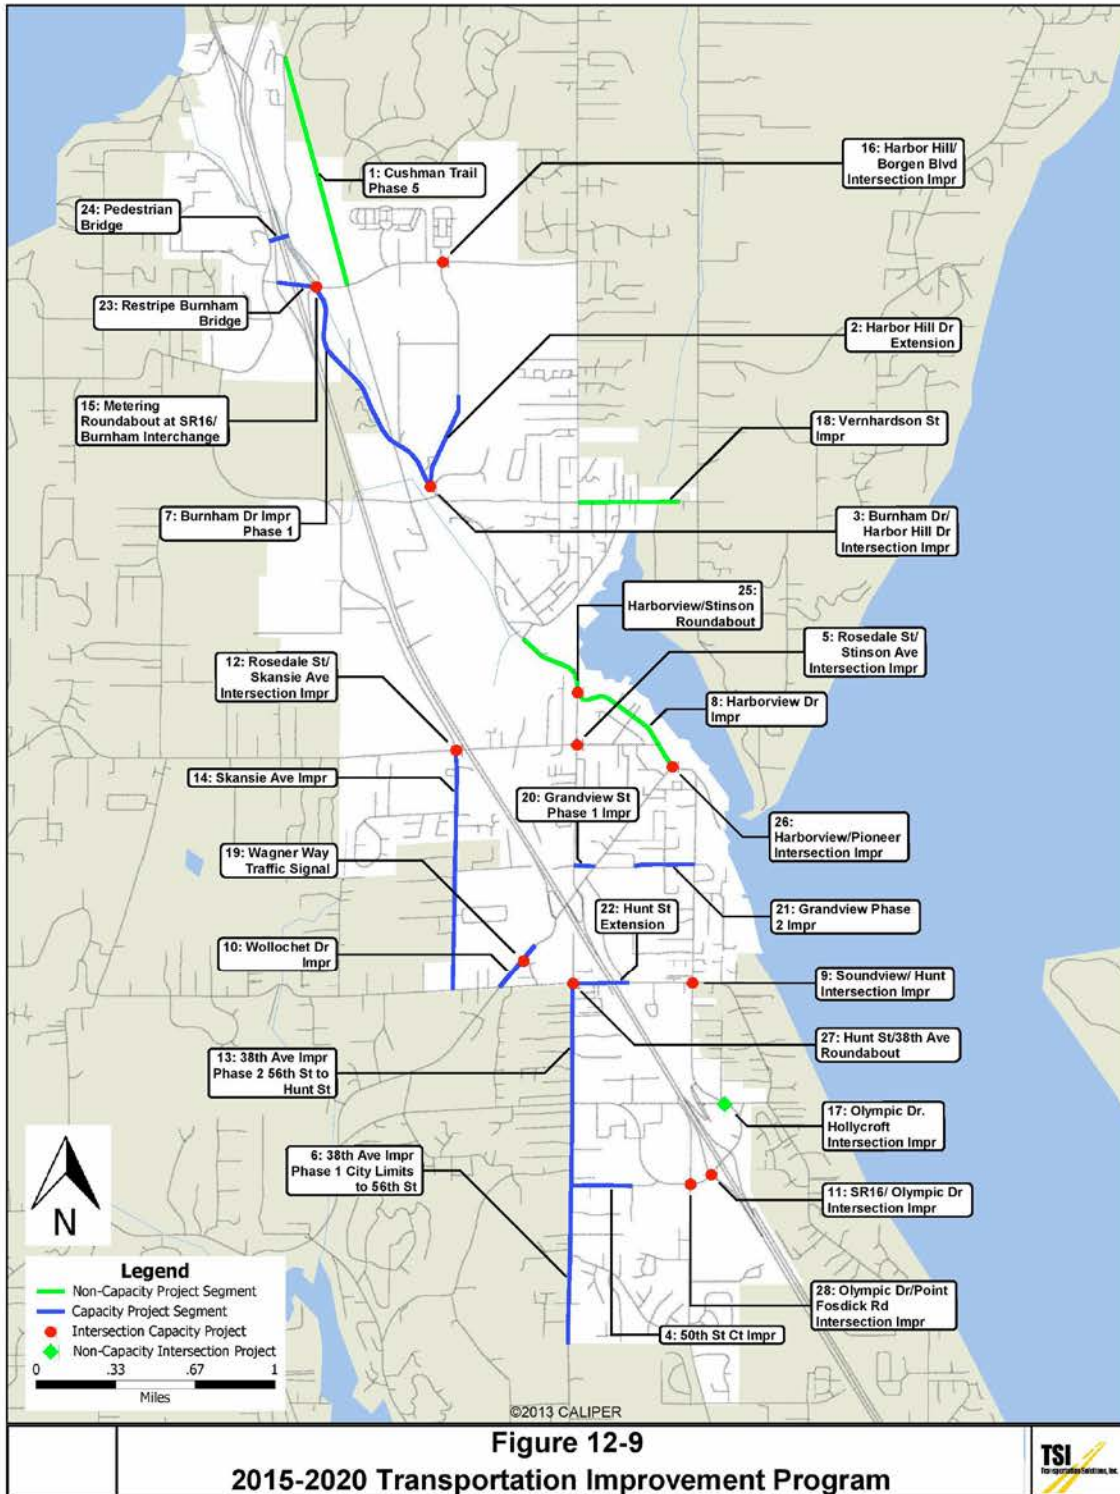 16: Harbor Hill/
Borgen Blvd
Intersection Impr
1: Cushman Trail
Phase 5
24: Pedestrian
Bridge
23: Restripe Burnham
Bridge
2: Harbor Hill Dr
Extension
15: Metering
Roundabout at SR16/
Burnham Interchange
18: Vernhardson St
Impr
7: Burnham Dr Impr
Phase 1
3: Burnham Dr/
Harbor Hill Dr
Intersection Impr
25:
Harborview/Stinson
Roundabout
5: Rosedale St/
Stinson Ave
Intersection Impr
12: Rosedale St/
Skansie Ave
Intersection Impr
8: Harborview Dr
Impr
14: Skansie Ave Impr
20: Grandview St
Phase 1 Impr
26:
Harborview/Pioneer
Intersection Impr
19: Wagner Way
Traffic Signal
22: Hunt St
Extension
21: Grandview Phase
2 Impr
10: Wollochet Dr
Impr
9: Soundview/ Hunt
Intersection Impr
27: Hunt St/38th Ave
Roundabout
13: 38th Ave Impr
Phase 2 56th St to
Hunt St
17: Olympic Dr.
Hollycroft
Intersection Impr
6: 38th Ave Impr
Phase 1 City Limits
to 56th St
11: SR16/ Olympic Dr
Intersection Impr
28: Olympic Dr/Point
Fosdick Rd
Intersection Impr
4: 50th St Ct Impr
N
Legend
Non-Capacity Project Segment
Capacity Project Segment
Intersection Capacity Project
Non-Capacity Intersection Project
0 .33 .67 1
Miles
©2013 CALIPER
Figure 12-9
2015-2020 Transportation Improvement Program
TSI
Transportation Solutions, Inc.